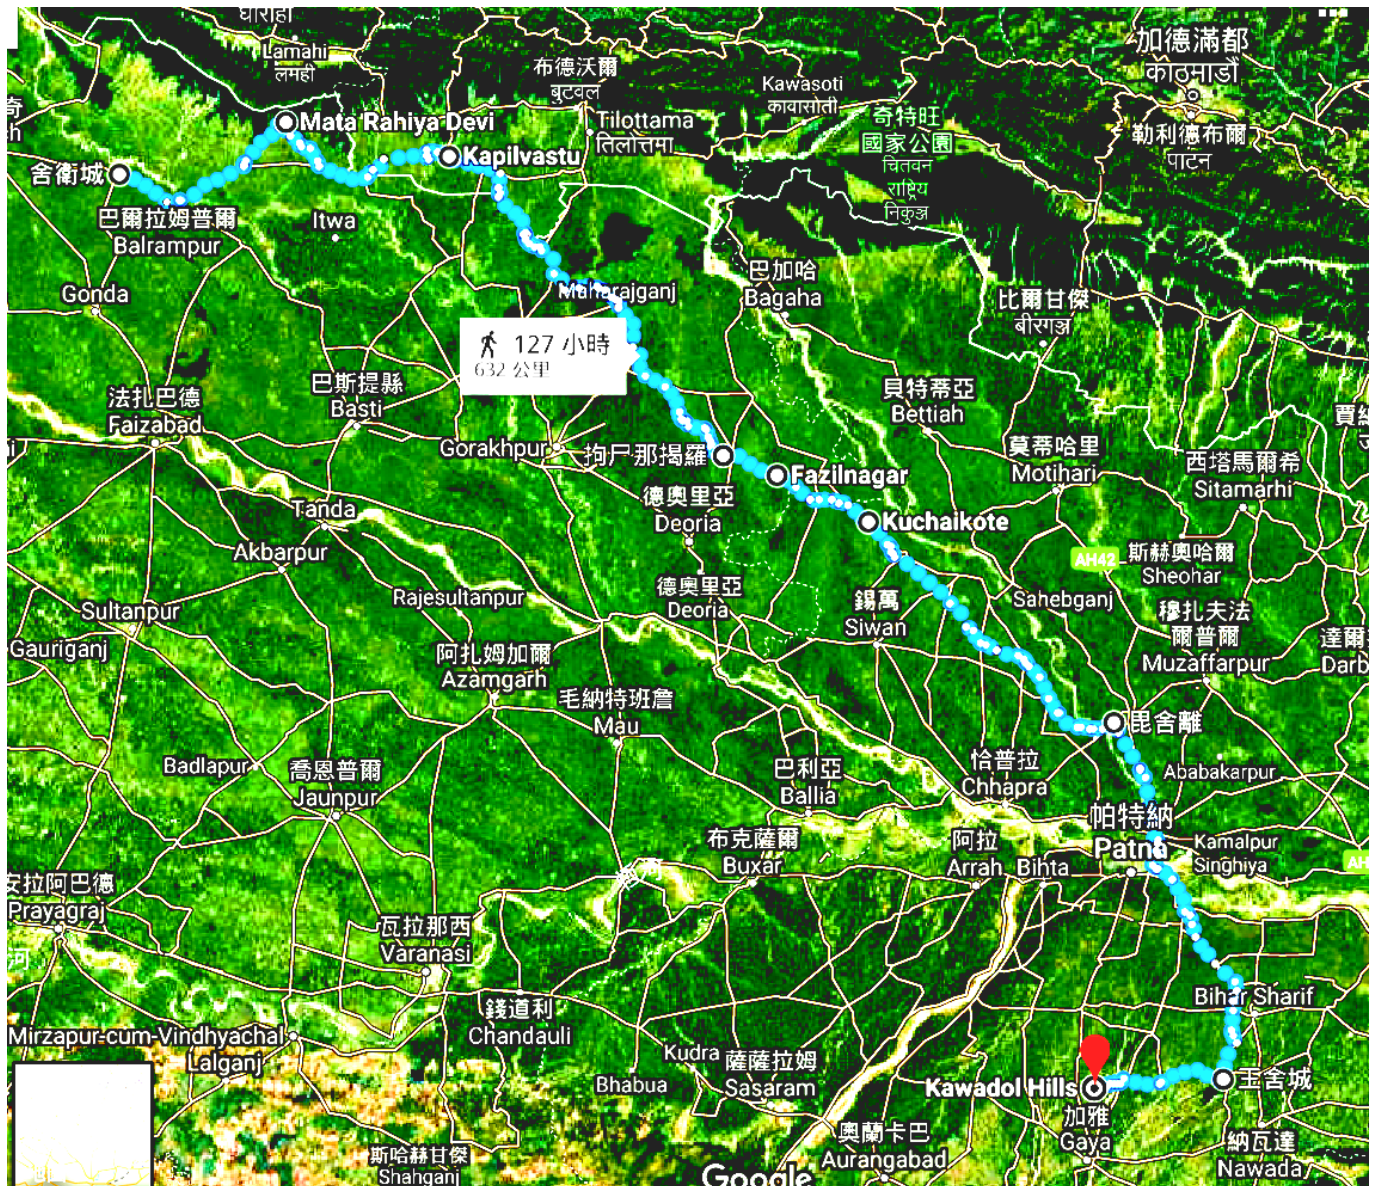 Lamahi
लमही
布德沃爾
बुटवल
Kawasoti
कावासोती
加德滿都
काठमाडौं
Tilottama
तिलोत्तमा
奇特旺
國家公園
चितवन
राष्ट्रिय
निकुञ्ज
勒利德布爾
पाटन
Mata Rahiya Devi
Kapilvastu
舍衛城
巴爾拉姆普爾
Balrampur
Itwa
Gonda
Maharajganj
巴加哈
Bagaha
比爾甘傑
बीरगञ्ज
127 小時
632 公里
法扎巴德
Faizabad
巴斯提縣
Basti
貝特蒂亞
Bettiah
Gorakhpur
拘尸那揭羅
Fazilnagar
莫蒂哈里
Motihari
西塔馬爾希
Sitamarhi
德奧里亞
Deoria
Kuchaikote
Tanda
Akbarpur
AH42
斯赫奧哈爾
Sheohar
德奧里亞
Deoria
Rajesultanpur
錫萬
Siwan
Sahebganj
穆扎夫法
爾普爾
Muzaffarpur
Sultanpur
Gauriganj
阿扎姆加爾
Azamgarh
毛納特班詹
Mau
毘舍離
Badlapur
喬恩普爾
Jaunpur
巴利亞
Ballia
恰普拉
Chhapra
Ababakarpur
帕特納
Patna
Kamalpur
Singhiya
布克薩爾
Buxar
阿拉
Arrah
Bihta
AH
安拉阿巴德
Prayagraj
瓦拉那西
Varanasi
錢道利
Chandauli
Bihar Sharif
Mirzapur-cum-Vindhyachal
Lalganj
Kudra
薩薩拉姆
Sasaram
Bhabua
Kawadol Hills
王舍城
加雅
Gaya
奧蘭卡巴
Aurangabad
納瓦達
Nawada
斯哈赫甘傑
Shahganj
Google